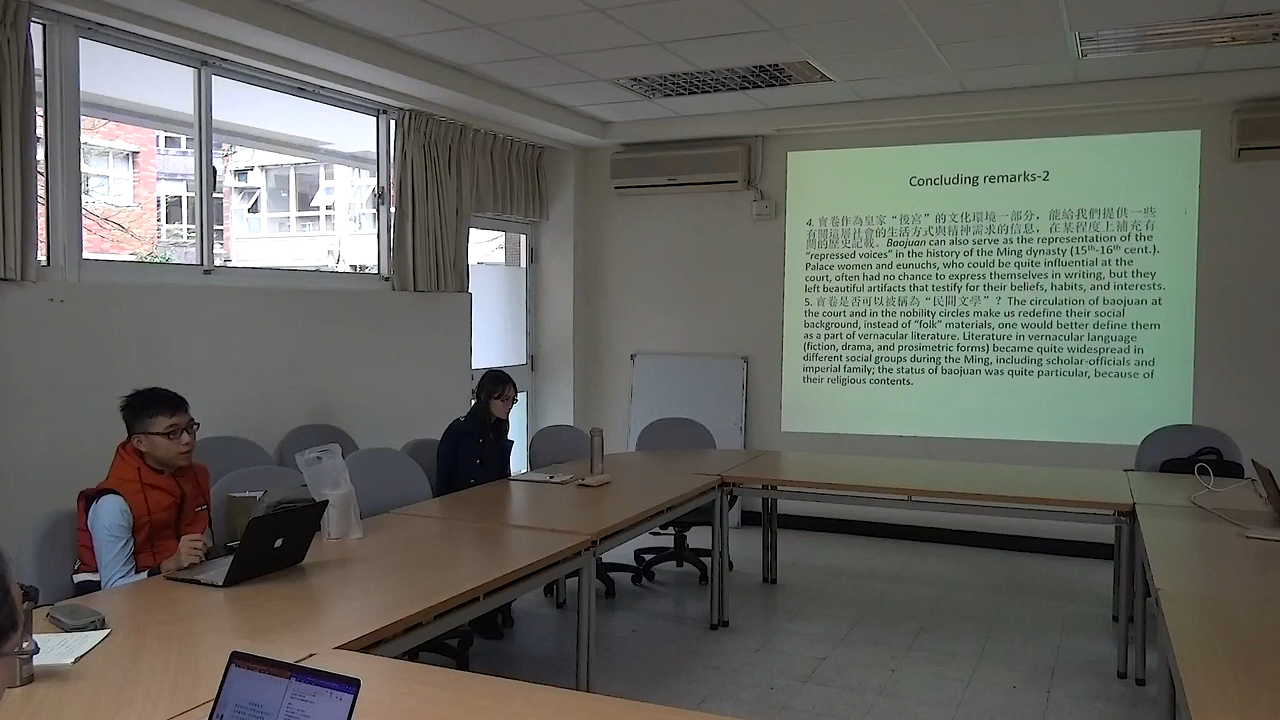 Concluding remarks-2
4. 寶卷作為皇家“後宮”的文化環境一部分，能給我們提供一些
有關這層社會的生活方式與精神需求的信息，在某程度上補充有
關的歷史記載。Baojuan can also serve as the representation of the
“repressed voices” in the history of the Ming dynasty (15th-16th cent.).
Palace women and eunuchs, who could be quite influential at the
court, often had no chance to express themselves in writing, but they
left beautiful artifacts that testify for their beliefs, habits, and interests.
5. 寶卷是否可以被稱為“民間文學”？The circulation of baojuan at
the court and in the nobility circles make us redefine their social
background, instead of “folk” materials, one would better define them
as a part of vernacular literature. Literature in vernacular language
(fiction, drama, and prosimetric forms) became quite widespread in
different social groups during the Ming, including scholar-officials and
imperial family; the status of baojuan was quite particular, because of
their religious contents.